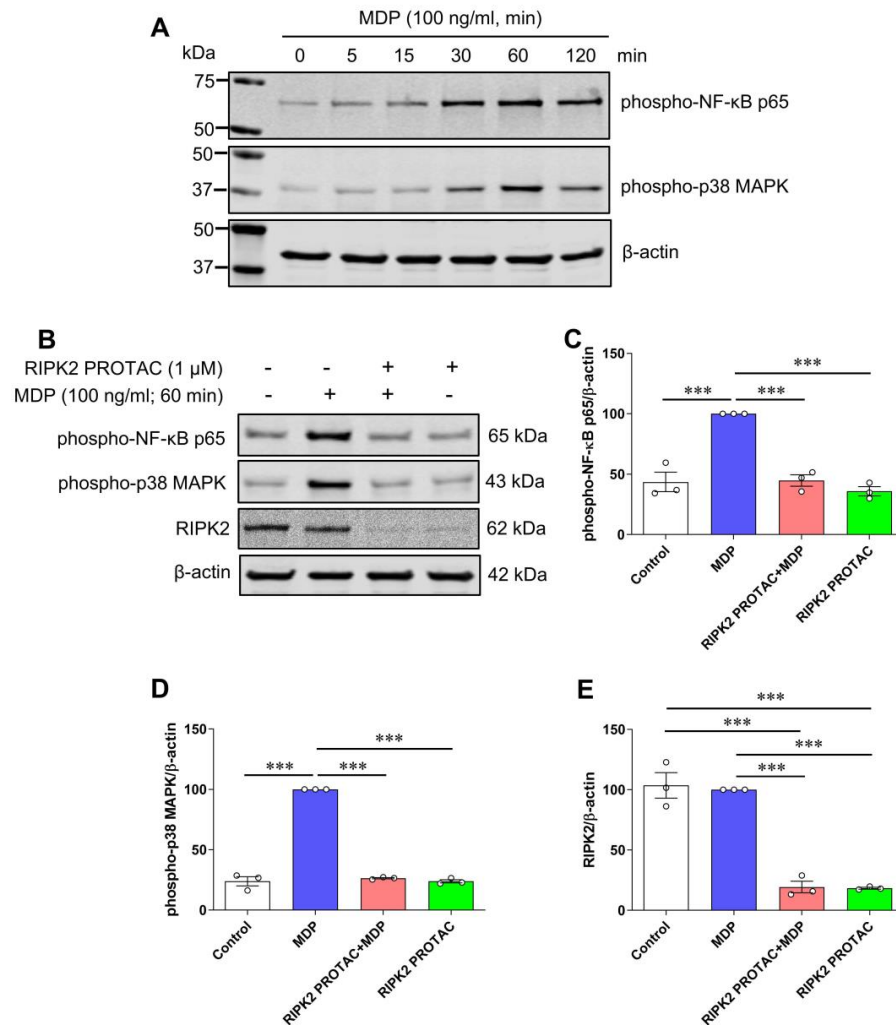 A
MDP (100 ng/ml, min)
kDa 0 5 15 30 60 120 min
75
50
phospho-NF-κB p65
50
37
phospho-p38 MAPK
50
37
β-actin
B
RIPK2 PROTAC (1 μM) - - + +
MDP (100 ng/ml; 60 min) - + + -
phospho-NF-κB p65 65 kDa
phospho-p38 MAPK 43 kDa
RIPK2 62 kDa
β-actin 42 kDa
C
phospho-NF-κB p65/β-actin
150
100
50
0
***
*** ***
Control
MDP
RIPK2 PROTAC+MDP
RIPK2 PROTAC
D
phospho-p38 MAPK/β-actin
150
100
50
0
***
*** ***
Control
MDP
RIPK2 PROTAC+MDP
RIPK2 PROTAC
E
RIPK2/β-actin
150
100
50
0
***
***
***
***
Control
MDP
RIPK2 PROTAC+MDP
RIPK2 PROTAC